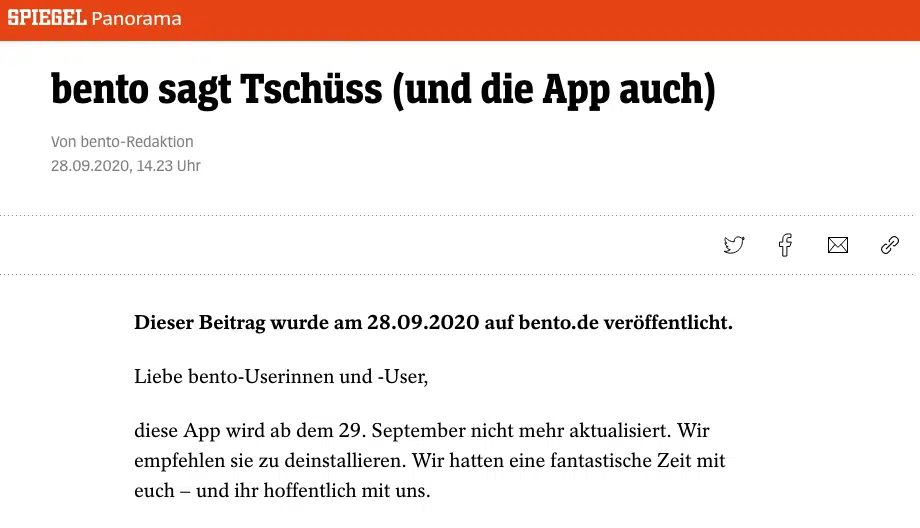 SPIEGEL Panorama
bento sagt Tschüss (und die App auch)
Von bento-Redaktion
28.09.2020, 14.23 Uhr
Dieser Beitrag wurde am 28.09.2020 auf bento.de veröffentlicht.
Liebe bento-Userinnen und -User,
diese App wird ab dem 29. September nicht mehr aktualisiert. Wir
empfehlen sie zu deinstallieren. Wir hatten eine fantastische Zeit mit
euch – und ihr hoffentlich mit uns.